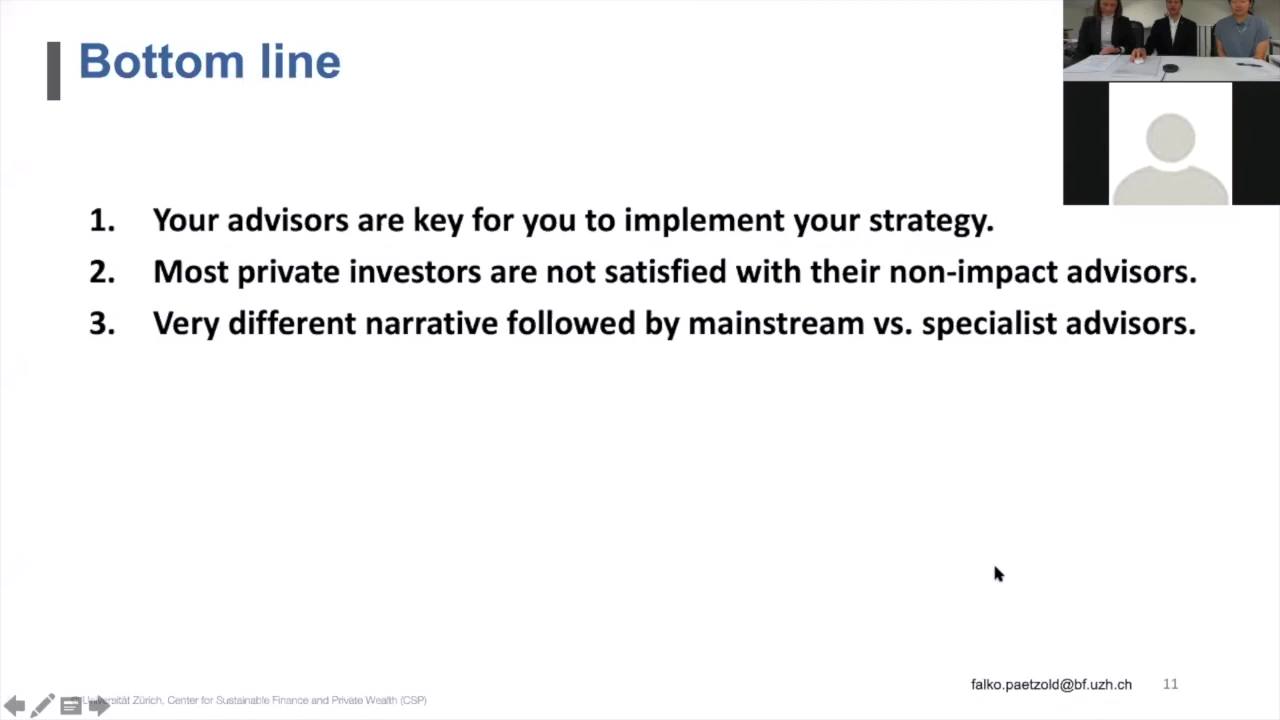 Bottom line
1. Your advisors are key for you to implement your strategy.
2. Most private investors are not satisfied with their non-impact advisors.
3. Very different narrative followed by mainstream vs. specialist advisors.
falko.paetzold@bf.uzh.ch 11
Universität Zürich, Center for Sustainable Finance and Private Wealth (CSP)